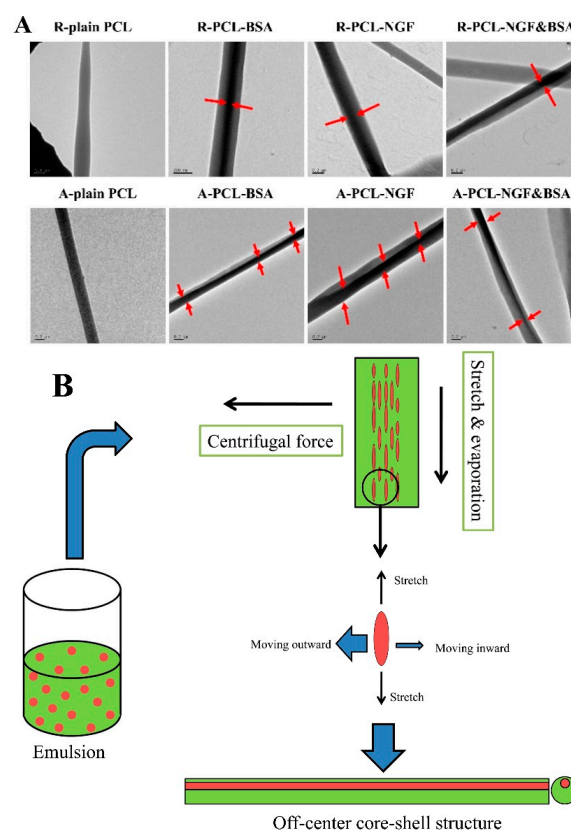 A
R-plain PCL
R-PCL-BSA
R-PCL-NGF
R-PCL-NGF&BSA
A-plain PCL
A-PCL-BSA
A-PCL-NGF
A-PCL-NGF&BSA
B
Centrifugal force
Stretch & evaporation
Stretch
Moving outward
Moving inward
Stretch
Emulsion
Off-center core-shell structure